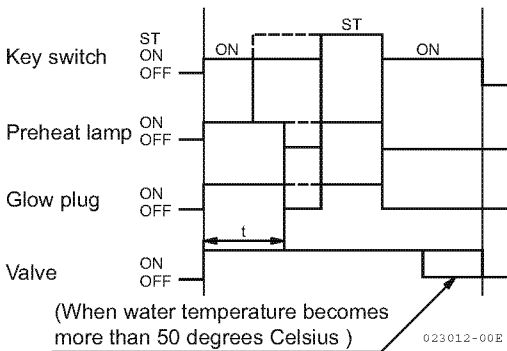 ST
ST
Key switch
ON
ON
ON
OFF
Preheat lamp
ON
OFF
Glow plug
ON
OFF
t
Valve
ON
OFF
(When water temperature becomes
more than 50 degrees Celsius )
023012-00E